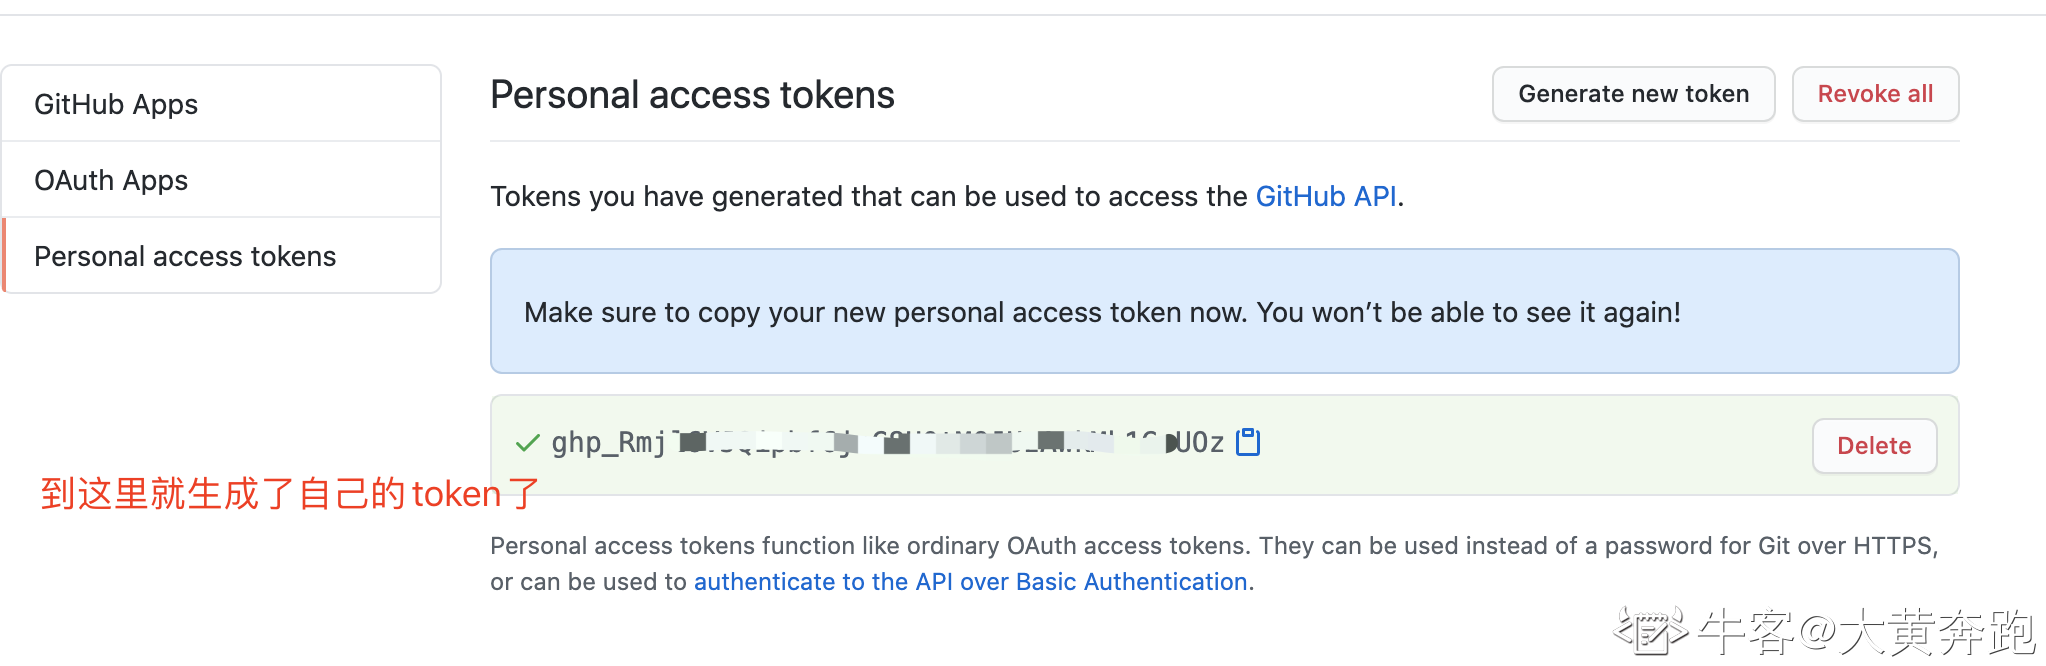 GitHub Apps
OAuth Apps
Personal access tokens
Personal access tokens
Generate new token
Revoke all
Tokens you have generated that can be used to access the GitHub API.
Make sure to copy your new personal access token now. You won’t be able to see it again!
Delete
到这里就生成了自己的token了
Personal access tokens function like ordinary OAuth access tokens. They can be used instead of a password for Git over HTTPS,
or can be used to authenticate to the API over Basic Authentication.
牛客@大黄奔跑